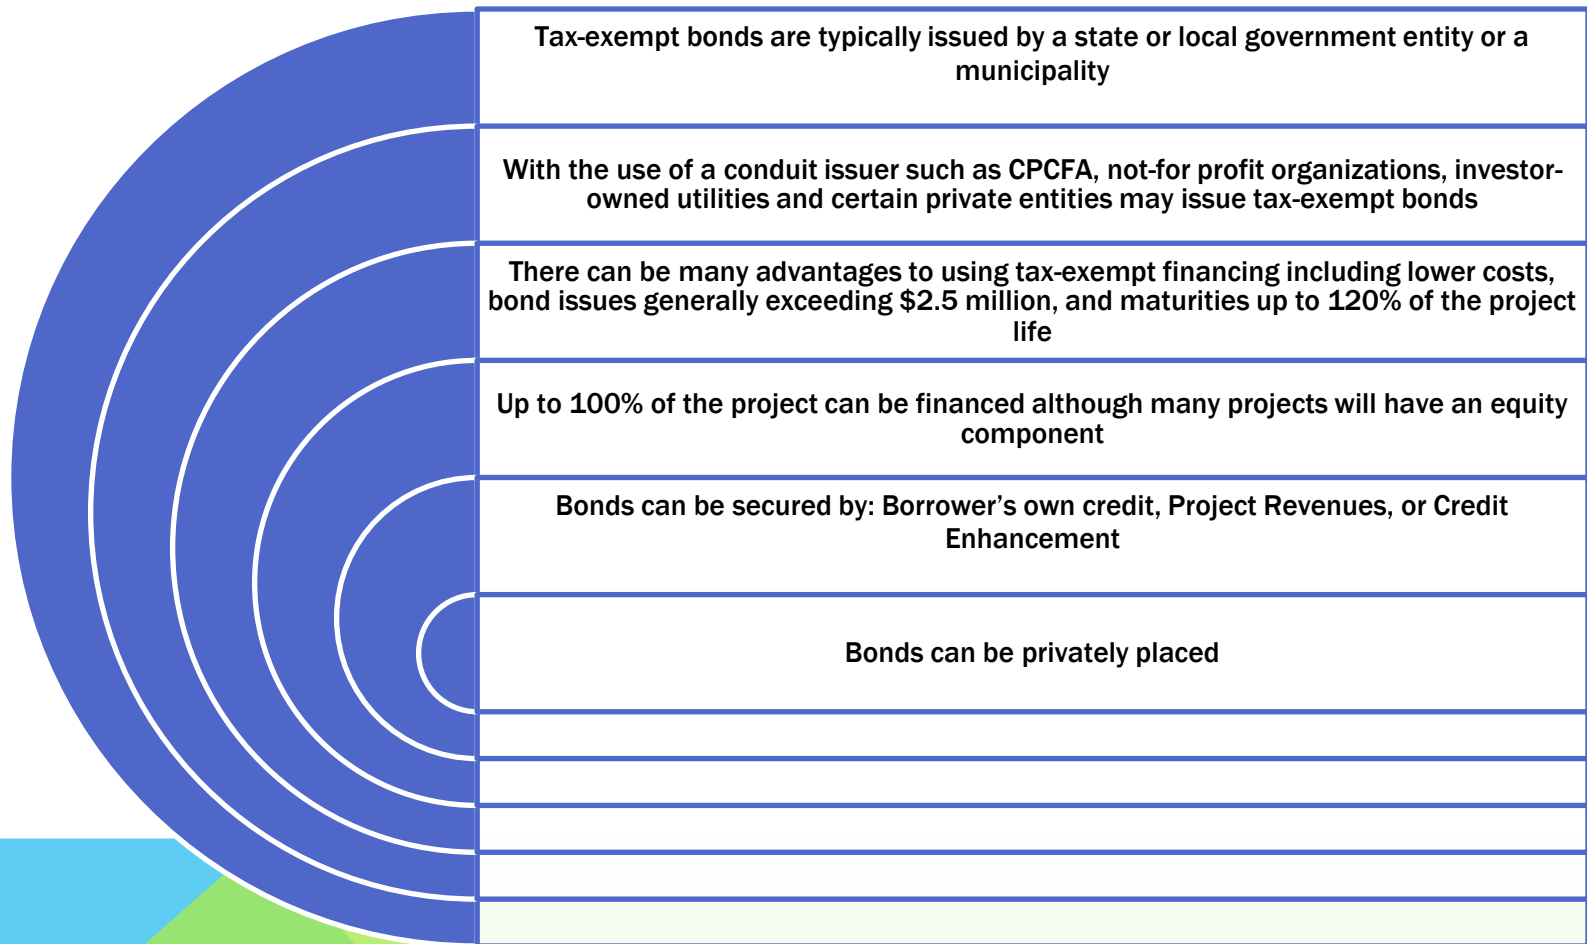 Tax-exempt bonds are typically issued by a state or local government entity or a
municipality
With the use of a conduit issuer such as CPCFA, not-for profit organizations, investor-
owned utilities and certain private entities may issue tax-exempt bonds
There can be many advantages to using tax-exempt financing including lower costs,
bond issues generally exceeding $2.5 million, and maturities up to 120% of the project
life
Up to 100% of the project can be financed although many projects will have an equity
component
Bonds can be secured by: Borrower’s own credit, Project Revenues, or Credit
Enhancement
Bonds can be privately placed